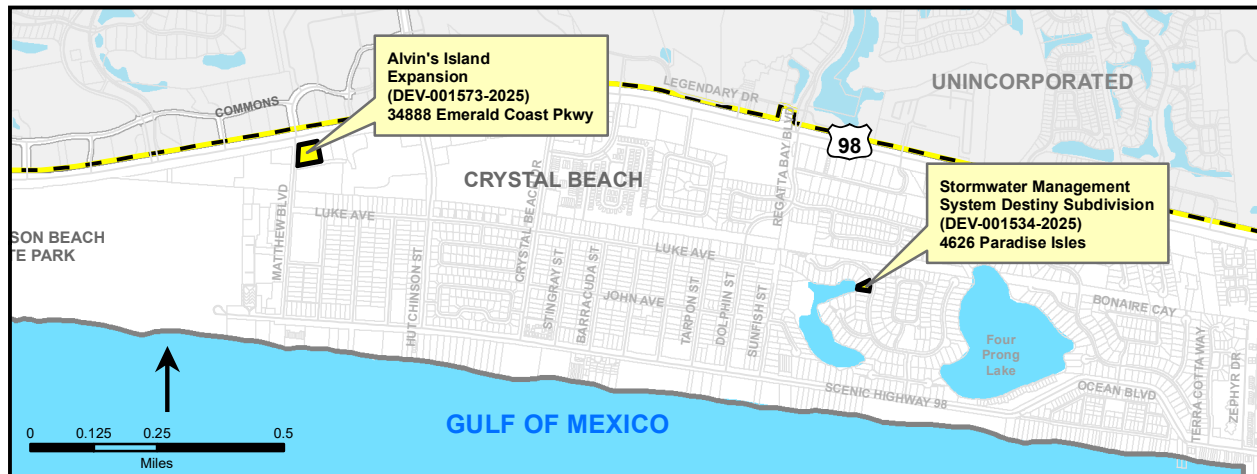 Alvin's Island
Expansion
(DEV-001573-2025)
34888 Emerald Coast Pkwy
COMMONS
LEGENDARY DR
UNINCORPORATED
98
CRYSTAL BEACH
REGATTA BAY BLVD
Stormwater Management
System Destiny Subdivision
(DEV-001534-2025)
4626 Paradise Isles
SON BEACH
TE PARK
MATTHEW BLVD
LUKE AVE
HUTCHINSON ST
CRYSTAL BEACH DR
STINGRAY ST
BARRACUDA ST
JOHN AVE
LUKE AVE
TARPON ST
DOLPHIN ST
SUNFISH ST
BONAIRE CAY
Four
Prong
Lake
SCENIC HIGHWAY 98
OCEAN BLVD
TERRA COTTA WAY
ZEPHYR DR
GULF OF MEXICO
0 0.125 0.25 0.5
Miles